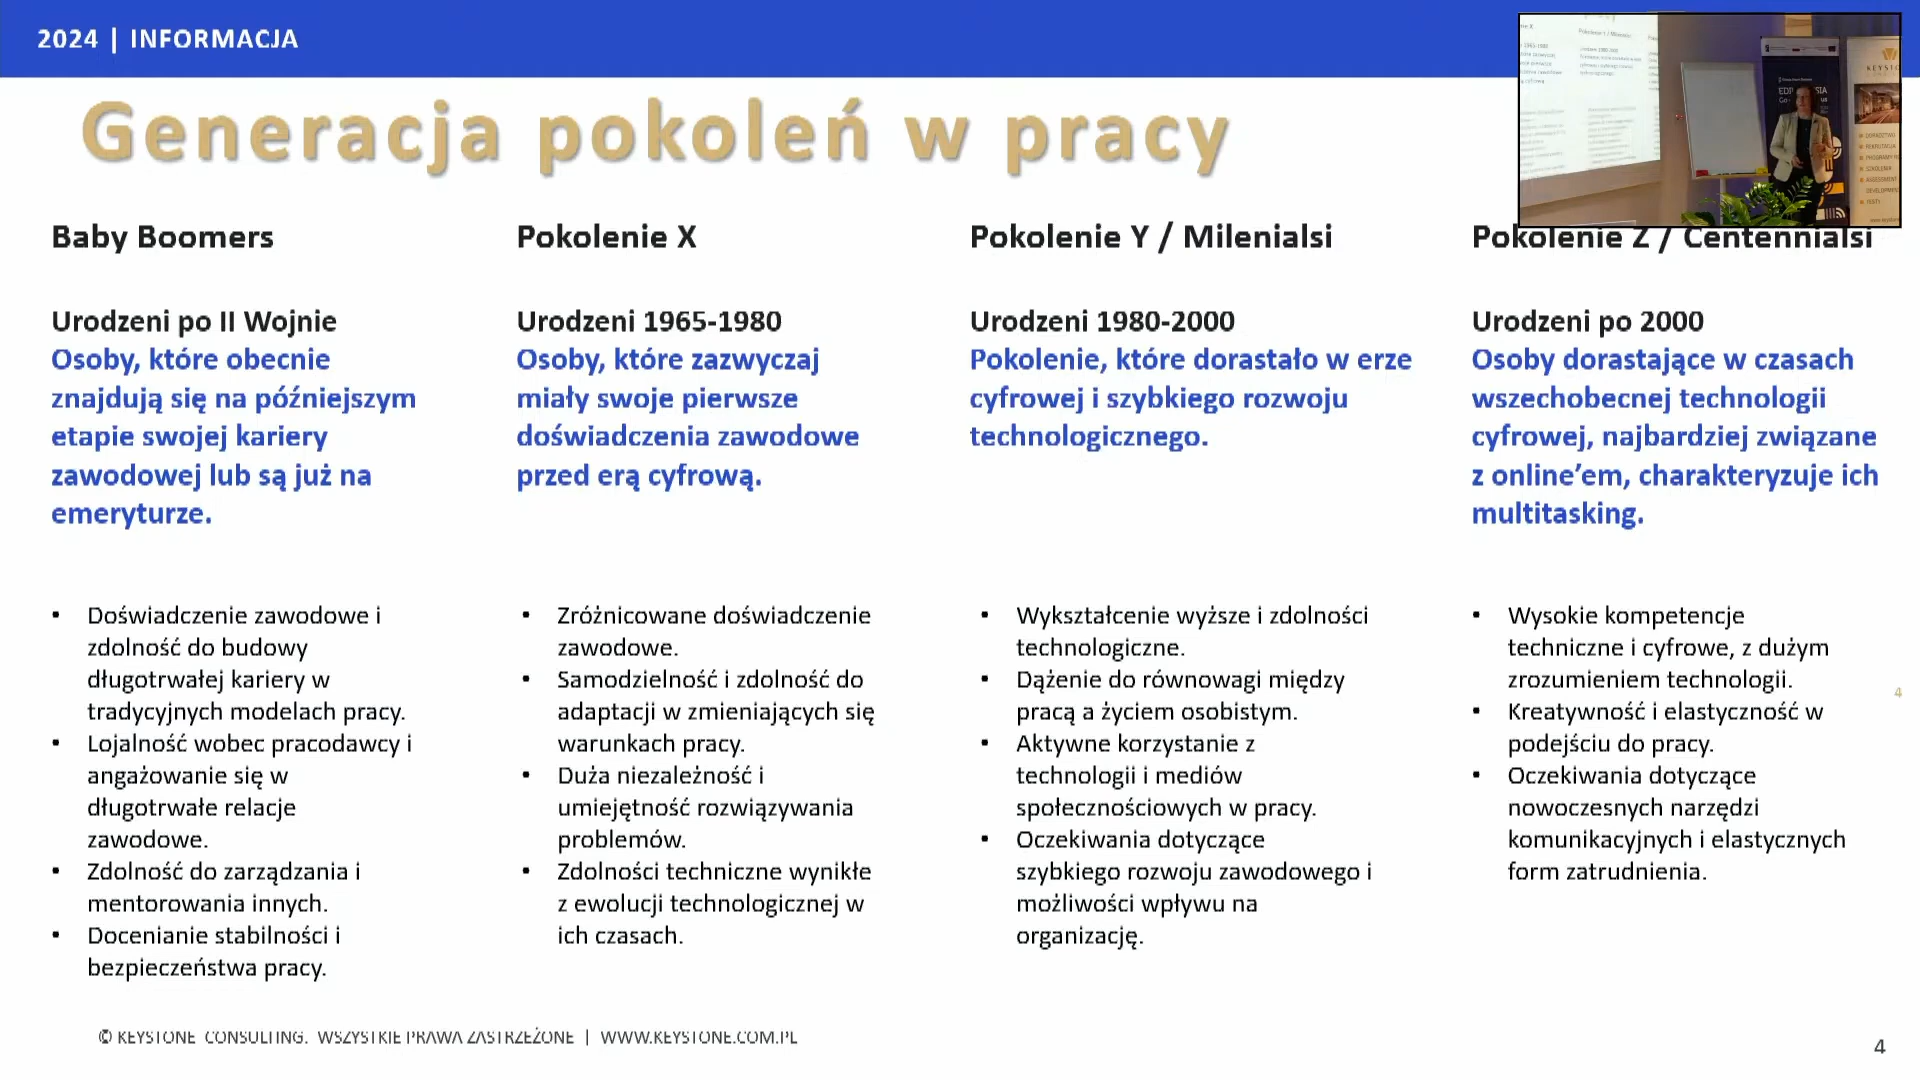 2024 | INFORMACJA
Generacja pokoleń w pracy
Baby Boomers
Urodzeni po II Wojnie
Osoby, które obecnie
znajdują się na późniejszym
etapie swojej kariery
zawodowej lub są już na
emeryturze.
• Doświadczenie zawodowe i
zdolność do budowy
długotrwałej kariery w
tradycyjnych modelach pracy.
• Lojalność wobec pracodawcy i
angażowanie się w
długotrwałe relacje
zawodowe.
• Zdolność do zarządzania i
mentorowania innych.
• Docenianie stabilności i
bezpieczeństwa pracy.
Pokolenie X
Urodzeni 1965-1980
Osoby, które zazwyczaj
miały swoje pierwsze
doświadczenia zawodowe
przed erą cyfrową.
• Zróżnicowane doświadczenie
zawodowe.
• Samodzielność i zdolność do
adaptacji w zmieniających się
warunkach pracy.
• Duża niezależność i
umiejętność rozwiązywania
problemów.
• Zdolności techniczne wynikłe
z ewolucji technologicznej w
ich czasach.
Pokolenie Y / Milenialsi
Urodzeni 1980-2000
Pokolenie, które dorastało w erze
cyfrowej i szybkiego rozwoju
technologicznego.
• Wykształcenie wyższe i zdolności
technologiczne.
• Dążenie do równowagi między
pracą a życiem osobistym.
• Aktywne korzystanie z
technologii i mediów
społecznościowych w pracy.
• Oczekiwania dotyczące
szybkiego rozwoju zawodowego i
możliwości wpływu na
organizację.
Pokolenie Z / Centennialsi
Urodzeni po 2000
Osoby dorastające w czasach
wszechobecnej technologii
cyfrowej, najbardziej związane
z online’em, charakteryzuje ich
multitasking.
• Wysokie kompetencje
techniczne i cyfrowe, z dużym
zrozumieniem technologii.
• Kreatywność i elastyczność w
podejściu do pracy.
• Oczekiwania dotyczące
nowoczesnych narzędzi
komunikacyjnych i elastycznych
form zatrudnienia.
4
© KEYSTONE CONSULTING. WSZYSTKIE PRAWA ZASTRZEŻONE | WWW.KEYSTONE.COM.PL
4